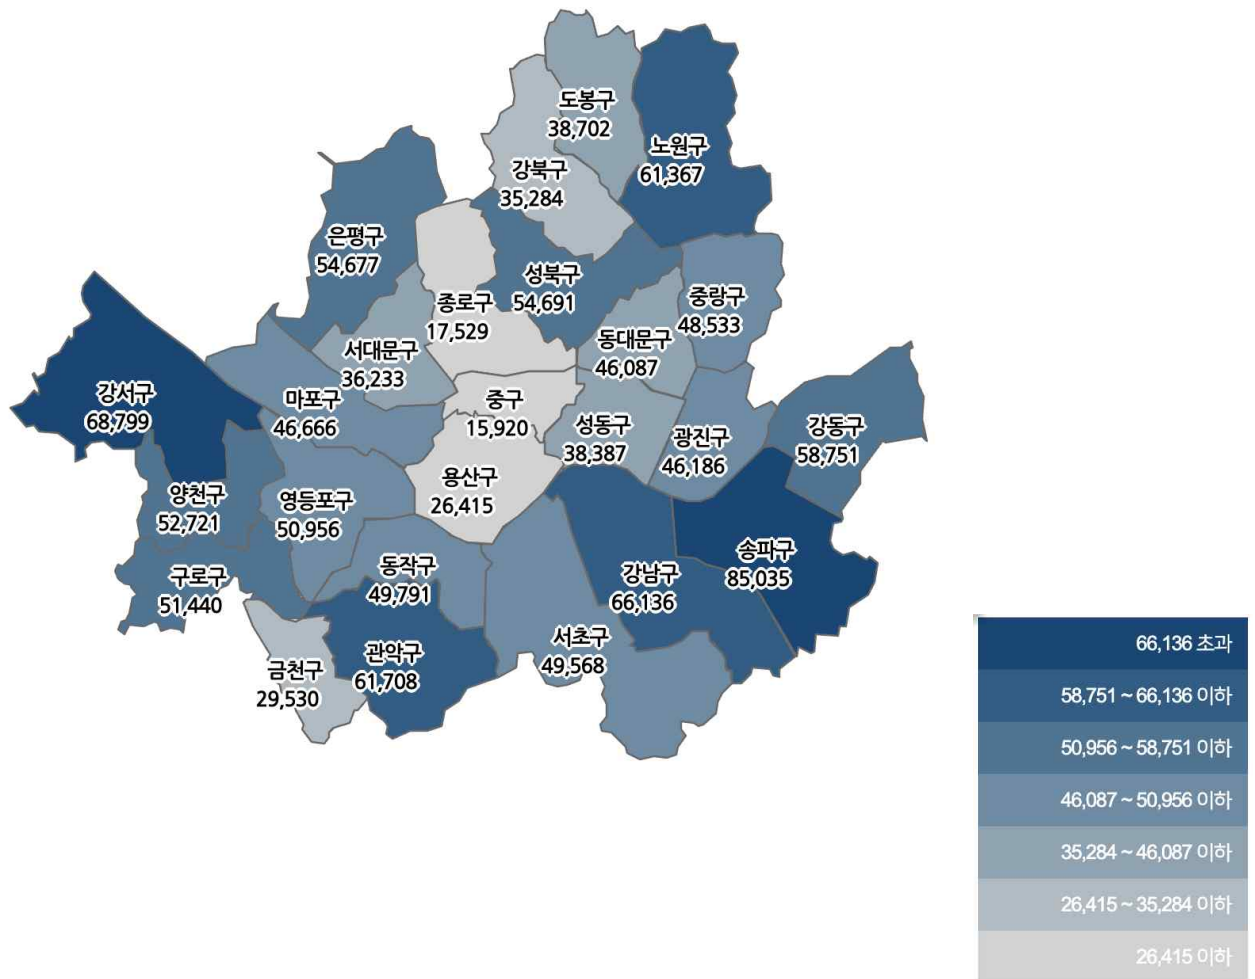 도봉구
38,702
노원구
61,367
강북구
35,284
은평구
54,677
성북구
54,691
종로구
17,529
중랑구
48,533
동대문구
46,087
서대문구
36,233
강서구
68,799
마포구
46,666
중구
15,920
성동구
38,387
광진구
46,186
강동구
58,751
양천구
52,721
영등포구
50,956
용산구
26,415
구로구
51,440
동작구
49,791
강남구
66,136
송파구
85,035
서초구
49,568
관악구
61,708
금천구
29,530
66,136 초과
58,751 ~ 66,136 이하
50,956 ~ 58,751 이하
46,087 ~ 50,956 이하
35,284 ~ 46,087 이하
26,415 ~ 35,284 이하
26,415 이하